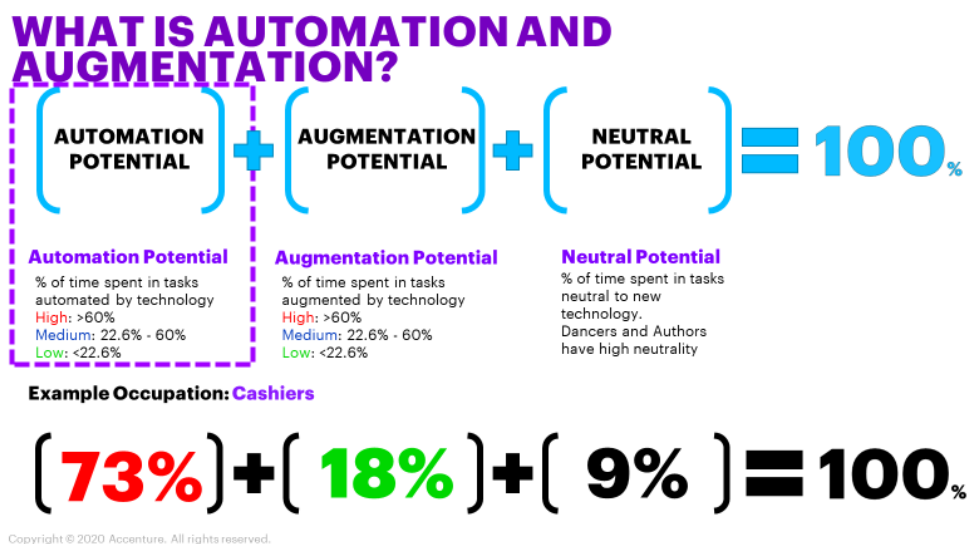 WHAT IS AUTOMATION AND
AUGMENTATION?
AUTOMATION
POTENTIAL
+
AUGMENTATION
POTENTIAL
+
NEUTRAL
POTENTIAL
= 100%
Automation Potential
% of time spent in tasks
automated by technology
High: >60%
Medium: 22.6% - 60%
Low: <22.6%
Augmentation Potential
% of time spent in tasks
augmented by technology
High: >60%
Medium: 22.6% - 60%
Low: <22.6%
Neutral Potential
% of time spent in tasks
neutral to new
technology.
Dancers and Authors
have high neutrality
Example Occupation: Cashiers
(73%) + (18%) + (9%) = 100%
Copyright © 2020 Accenture. All rights reserved.